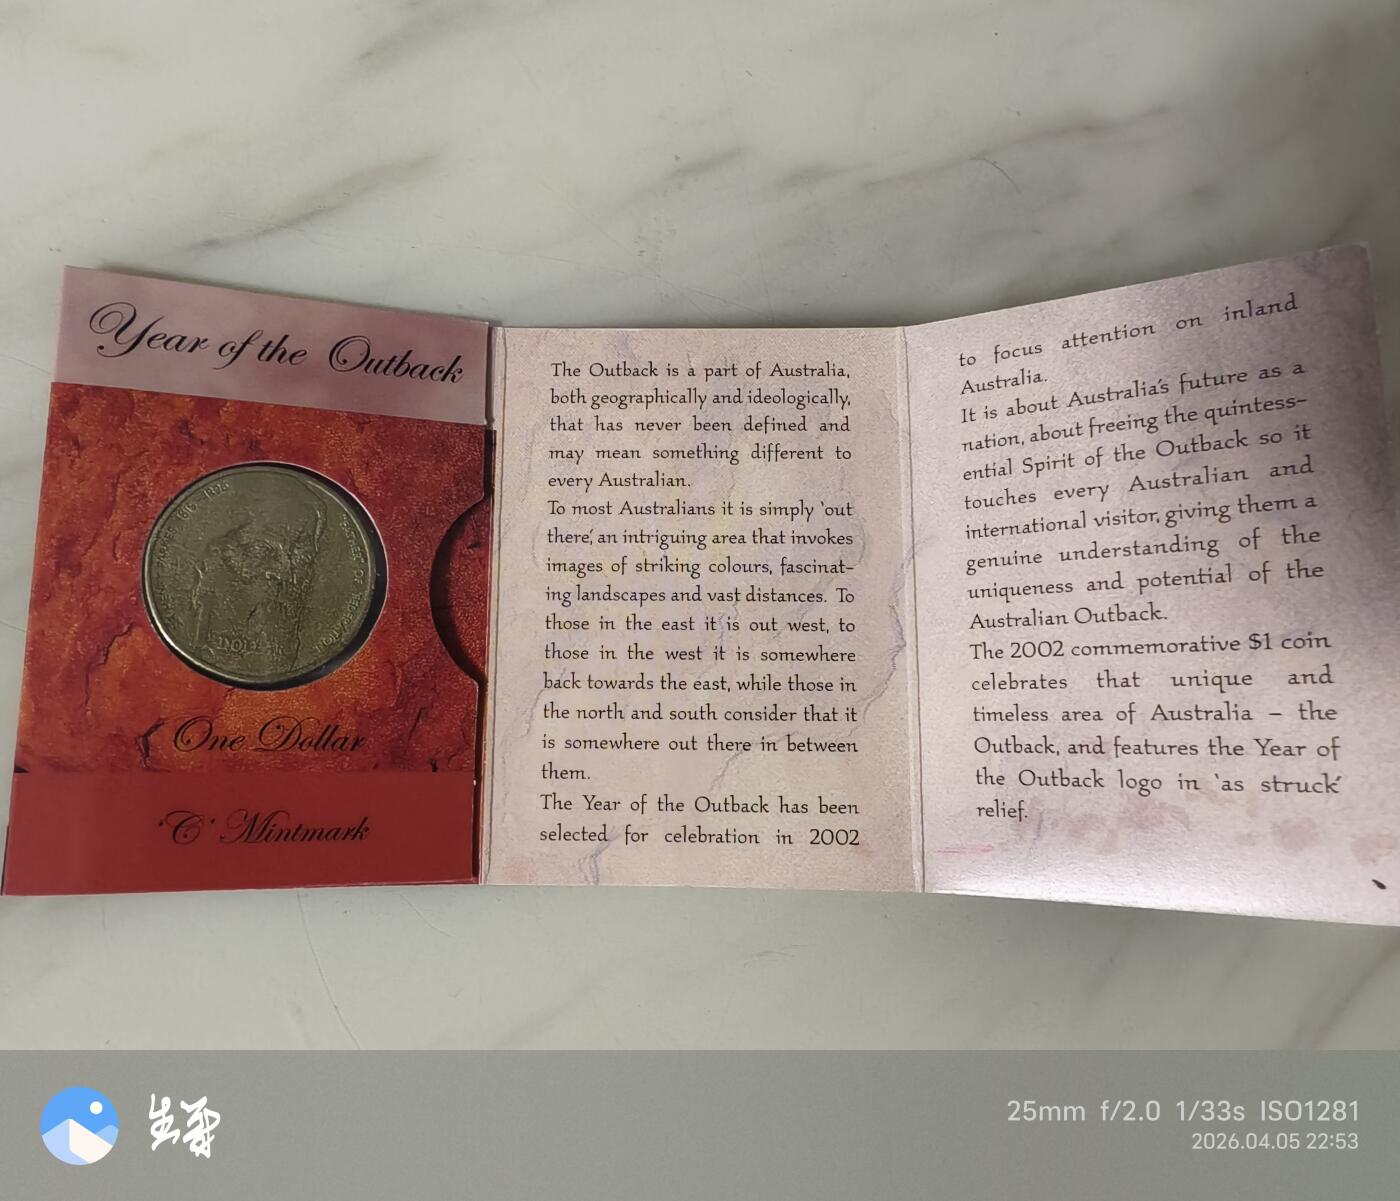 Year of the Outback
PARKES 1815-1896
"FATHER" OF FEDERATION
One Dollar
'C' Mintmark
The Outback is a part of Australia,
both geographically and ideologically,
that has never been defined and
may mean something different to
every Australian.
To most Australians it is simply 'out
there', an intriguing area that invokes
images of striking colours, fascinat-
ing landscapes and vast distances. To
those in the east it is out west, to
those in the west it is somewhere
back towards the east, while those in
the north and south consider that it
is somewhere out there in between
them.
The Year of the Outback has been
selected for celebration in 2002
to focus attention on inland
Australia.
It is about Australia's future as a
nation, about freeing the quintess-
ential Spirit of the Outback so it
touches every Australian and
international visitor, giving them a
genuine understanding of the
uniqueness and potential of the
Australian Outback.
The 2002 commemorative $1 coin
celebrates that unique and
timeless area of Australia – the
Outback, and features the Year of
the Outback logo in 'as struck'
relief.
25mm f/2.0 1/33s ISO1281
2026.04.05 22:53